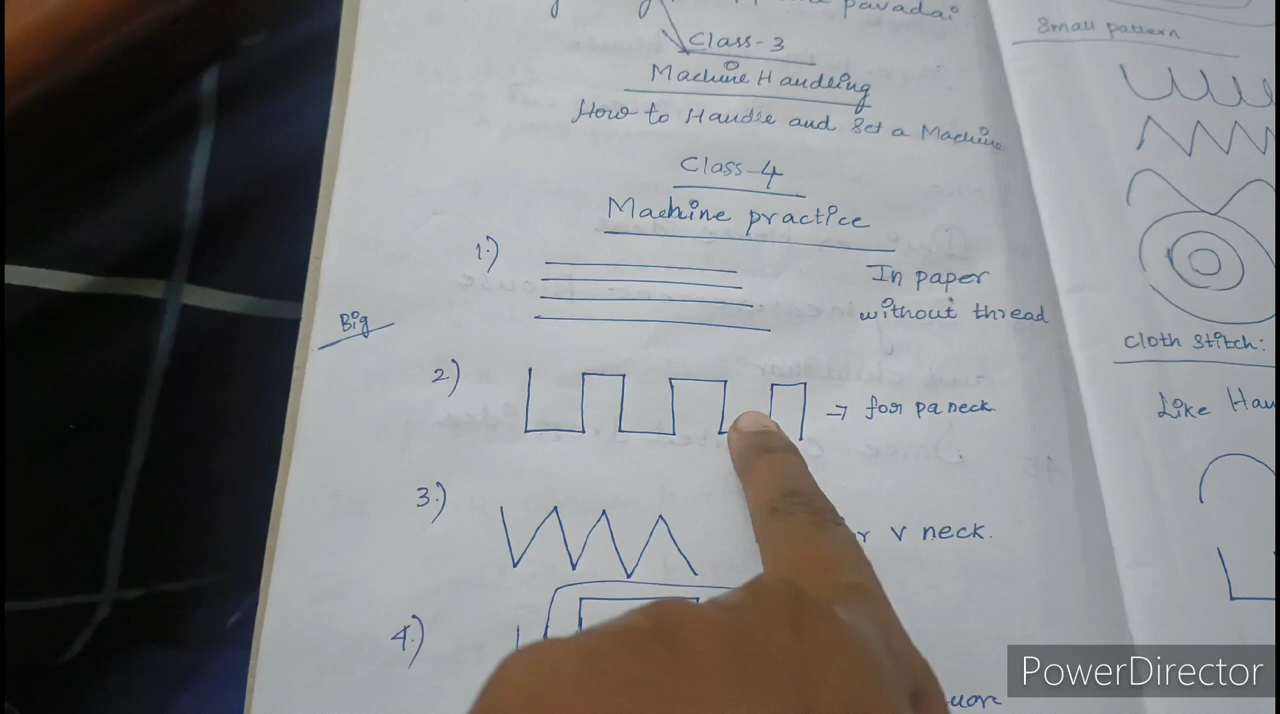 pavadai
Class-3
Machine Handling
How to Handle and Set a Machine
Class-4
Machine practice
1.)
In paper
without thread
Big
2)
→ for pa neck
3.)
V neck.
4.)
Small pattern
Cloth Stitch:
Like
PowerDirector